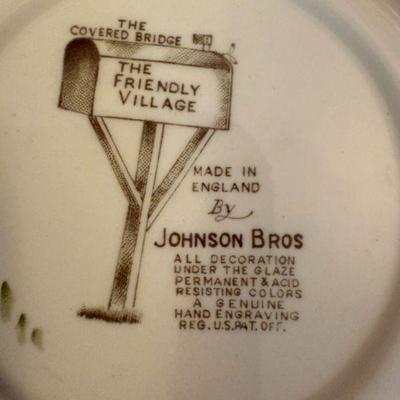 THE
COVERED BRIDGE
THE
FRIENDLY
VILLAGE
MADE IN
ENGLAND
By
JOHNSON BROS
ALL DECORATION
UNDER THE GLAZE
PERMANENT & ACID
RESISTING COLORS
A GENUINE
HAND ENGRAVING
REG. U.S. PAT. OFF.